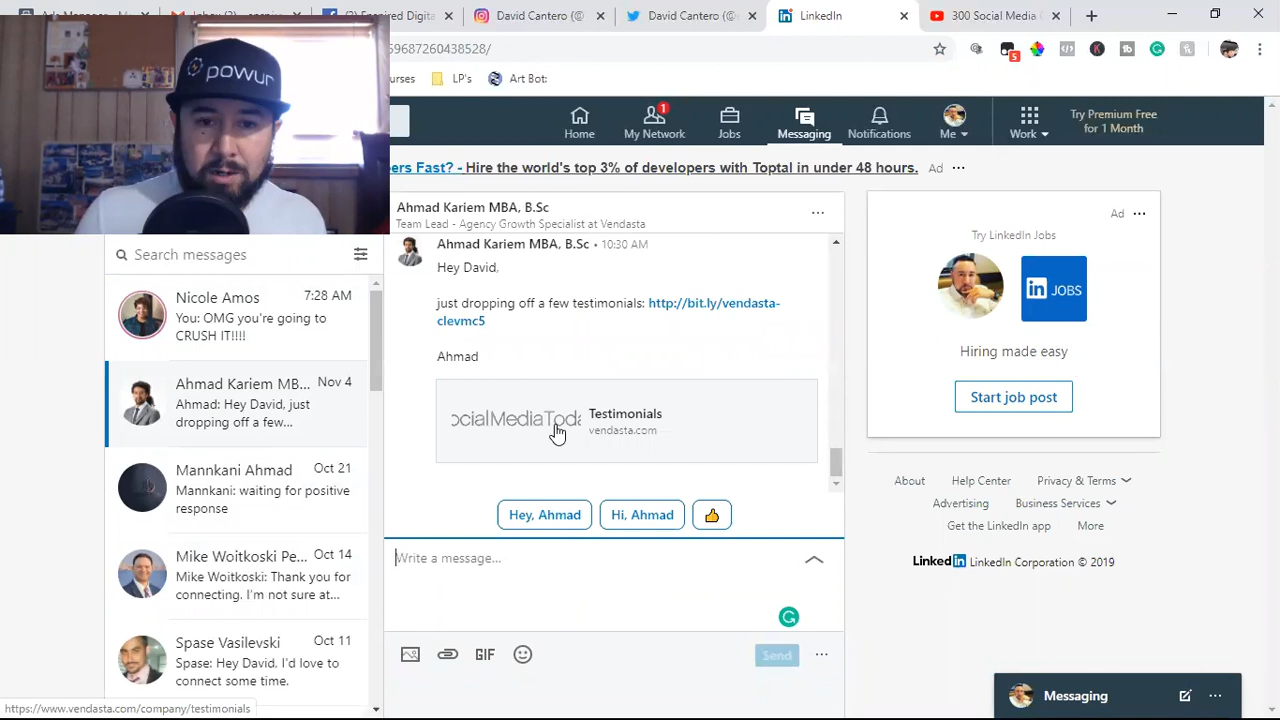 David Cantero (@
David Cantero (@
LinkedIn
300 Social Media
59687260438528/
urses
LP's
Art Bot:
5
powur
Home
1
My Network
Jobs
Messaging
Notifications
Me
Work
Try Premium Free
for 1 Month
ers Fast? - Hire the world's top 3% of developers with Toptal in under 48 hours.
Ad
Ahmad Kariem MBA, B.Sc
Team Lead - Agency Growth Specialist at Vendasta
Search messages
Nicole Amos
7:28 AM
You: OMG you're going to
CRUSH IT!!!!
Ahmad Kariem MB...
Nov 4
Ahmad: Hey David, just
dropping off a few...
Mannkani Ahmad
Oct 21
Mannkani: waiting for positive
response
Mike Woitkoski Pe...
Oct 14
Mike Woitkoski: Thank you for
connecting. I'm not sure at...
Spase Vasilevski
Oct 11
Spase: Hey David, I'd love to
connect some time.
Ahmad Kariem MBA, B.Sc • 10:30 AM
Hey David,
just dropping off a few testimonials: http://bit.ly/vendasta-
clevmc5
Ahmad
ocialMediaToda
Testimonials
vendasta.com
Hey, Ahmad
Hi, Ahmad
Write a message...
GIF
Send
Ad
Try LinkedIn Jobs
in JOBS
Hiring made easy
Start job post
About
Help Center
Privacy & Terms
Advertising
Business Services
Get the LinkedIn app
More
Linked in LinkedIn Corporation © 2019
Messaging
https://www.vendasta.com/company/testimonials